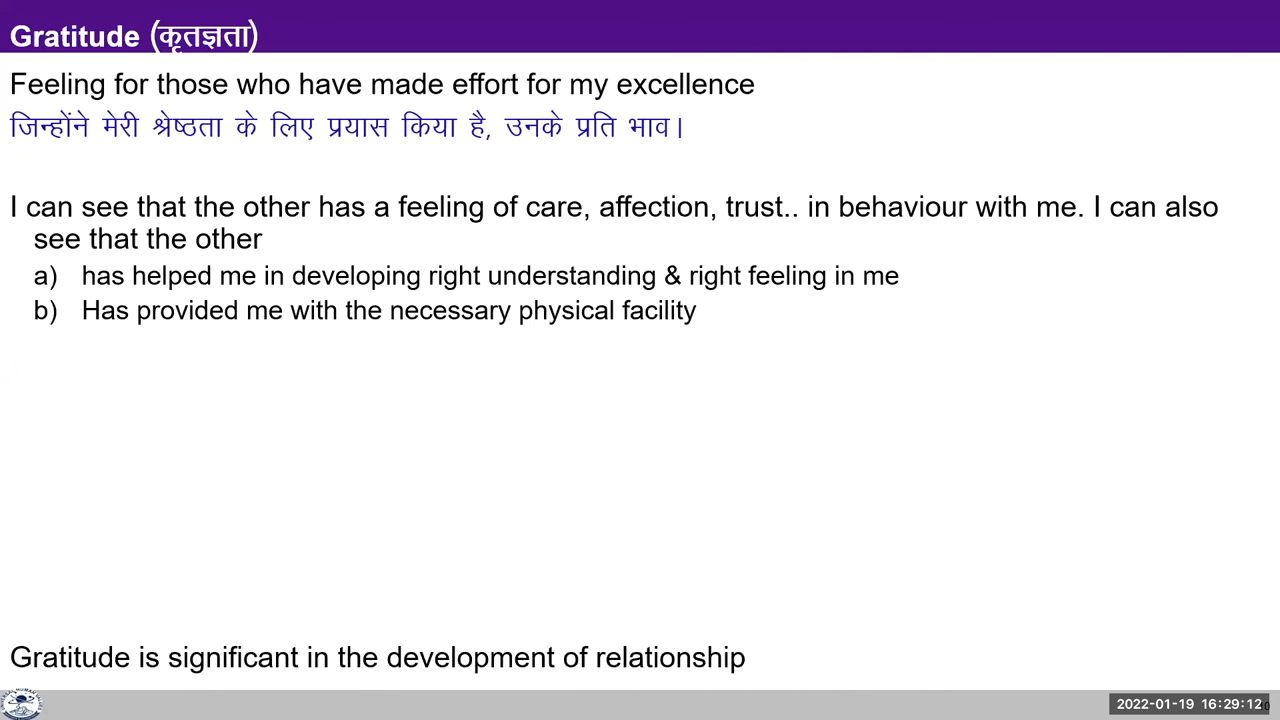 Gratitude (कृतज्ञता)
Feeling for those who have made effort for my excellence
जिन्होंने मेरी श्रेष्ठता के लिए प्रयास किया है, उनके प्रति भाव।
I can see that the other has a feeling of care, affection, trust.. in behaviour with me. I can also
see that the other
a) has helped me in developing right understanding & right feeling in me
b) Has provided me with the necessary physical facility
Gratitude is significant in the development of relationship
2022-01-19 16:29:12